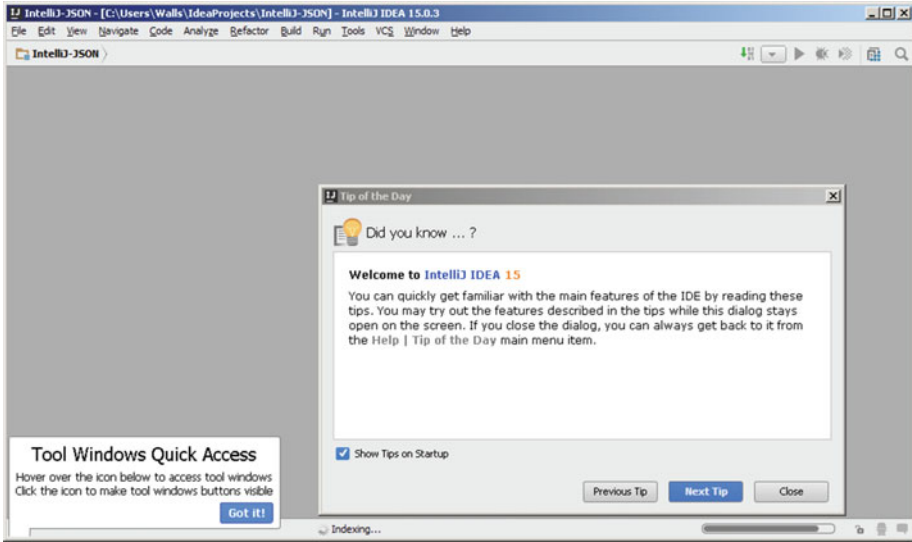 IntelliJ-JSON - [C:\Users\Walls\IdeaProjects\IntelliJ-JSON] - IntelliJ IDEA 15.0.3
File Edit View Navigate Code Analyze Refactor Build Run Tools VCS Window Help
IntelliJ-JSON
Tip of the Day
Did you know ... ?
Welcome to IntelliJ IDEA 15
You can quickly get familiar with the main features of the IDE by reading these
tips. You may try out the features described in the tips while this dialog stays
open on the screen. If you close the dialog, you can always get back to it from
the Help | Tip of the Day main menu item.
Show Tips on Startup
Previous Tip Next Tip Close
Tool Windows Quick Access
Hover over the icon below to access tool windows
Click the icon to make tool windows buttons visible
Got it!
Indexing...